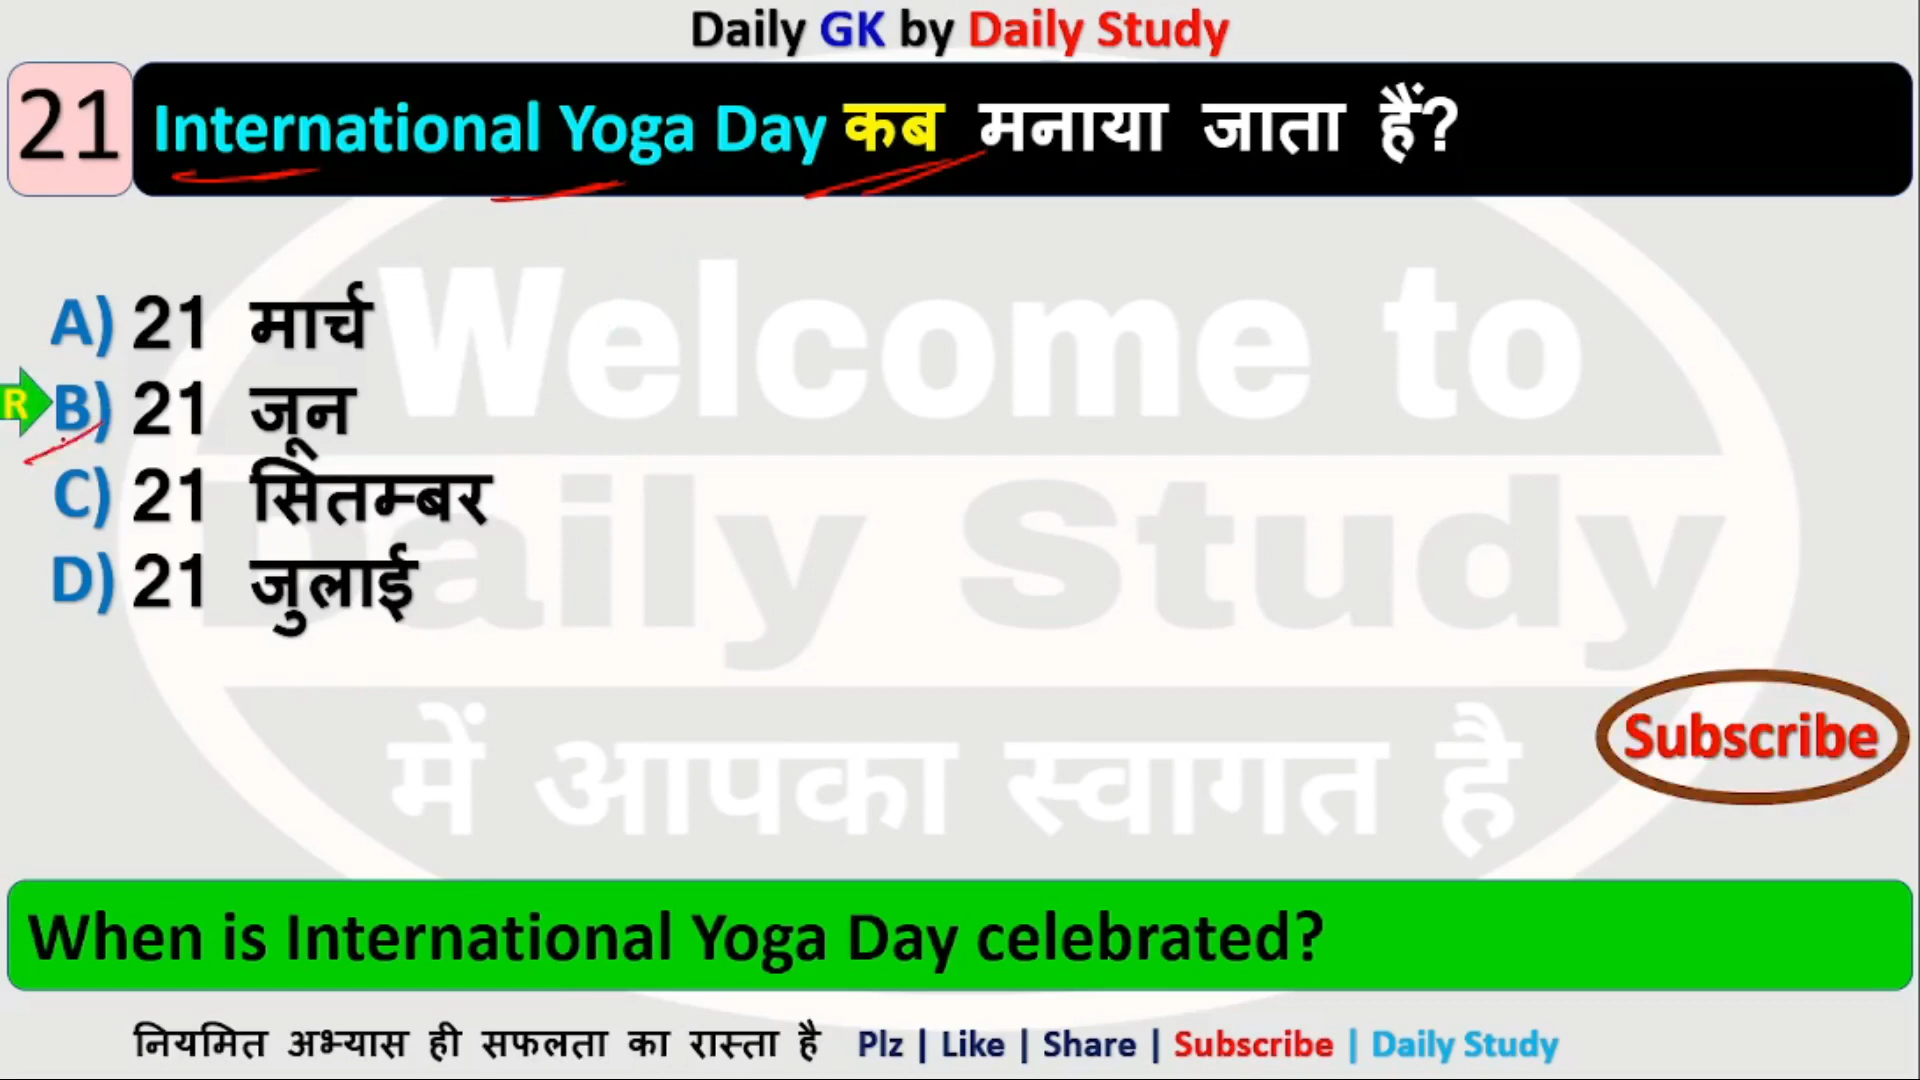 Daily GK by Daily Study
21 International Yoga Day कब मनाया जाता हैं?
Welcome to
Daily Study
में आपका स्वागत है
A) 21 मार्च
R B) 21 जून
C) 21 सितम्बर
D) 21 जुलाई
Subscribe
When is International Yoga Day celebrated?
नियमित अभ्यास ही सफलता का रास्ता है Plz | Like | Share | Subscribe | Daily Study